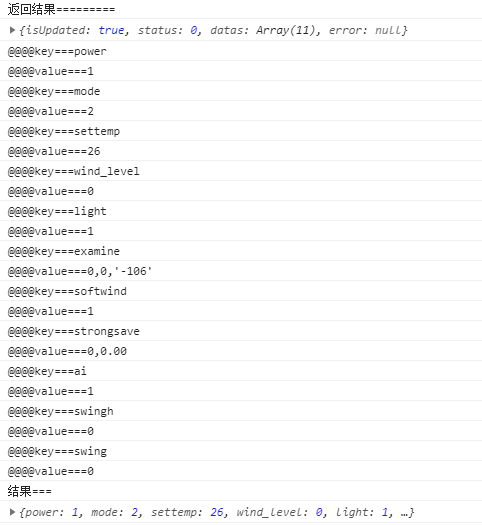 返回结果=========
{isUpdated: true, status: 0, datas: Array(11), error: null}
@@@@key===power
@@@@value===1
@@@@key===mode
@@@@value===2
@@@@key===settemp
@@@@value===26
@@@@key===wind_level
@@@@value===0
@@@@key===light
@@@@value===1
@@@@key===examine
@@@@value===0,0,'-106'
@@@@key===softwind
@@@@value===1
@@@@key===strongsave
@@@@value===0,0.00
@@@@key===ai
@@@@value===1
@@@@key===swingh
@@@@value===0
@@@@key===swing
@@@@value===0
结果===
{power: 1, mode: 2, settemp: 26, wind_level: 0, light: 1, …}